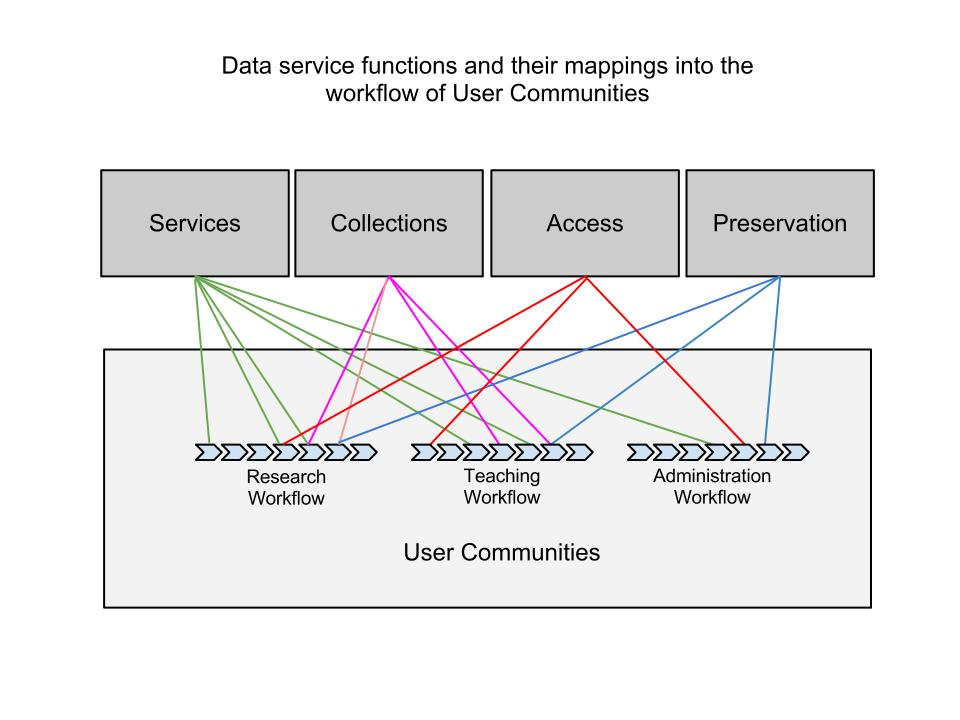 Data service functions and their mappings into the
workflow of User Communities
Services
Collections
Access
Preservation
Research
Workflow
Teaching
Workflow
Administration
Workflow
User Communities